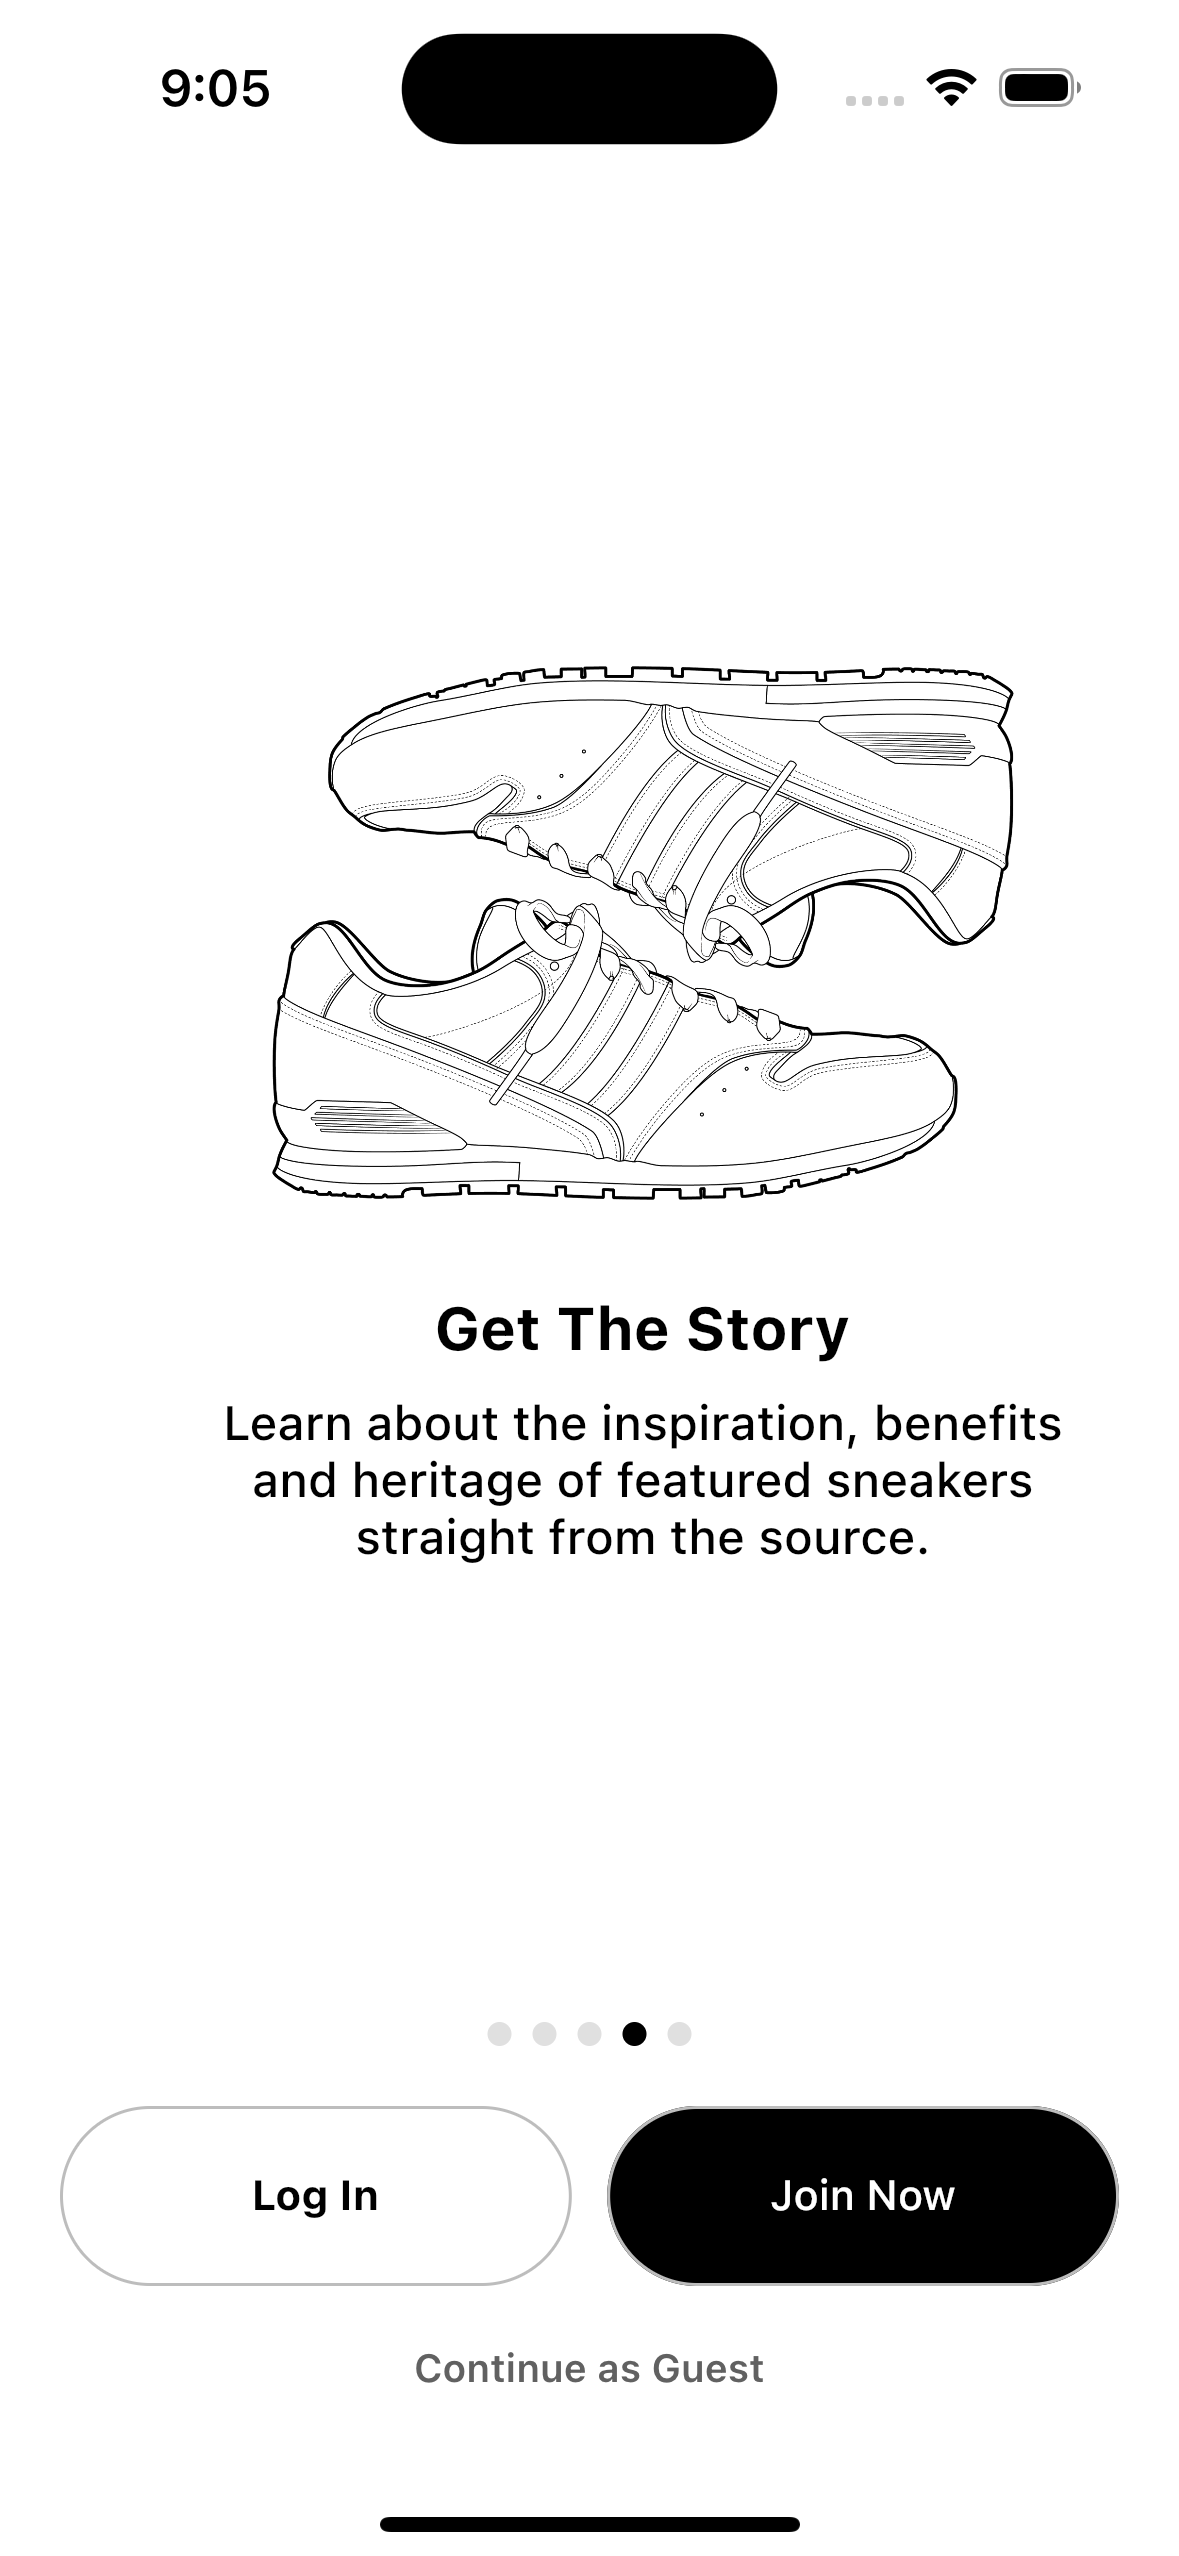 9:05
Get The Story
Learn about the inspiration, benefits
and heritage of featured sneakers
straight from the source.
Log In
Join Now
Continue as Guest